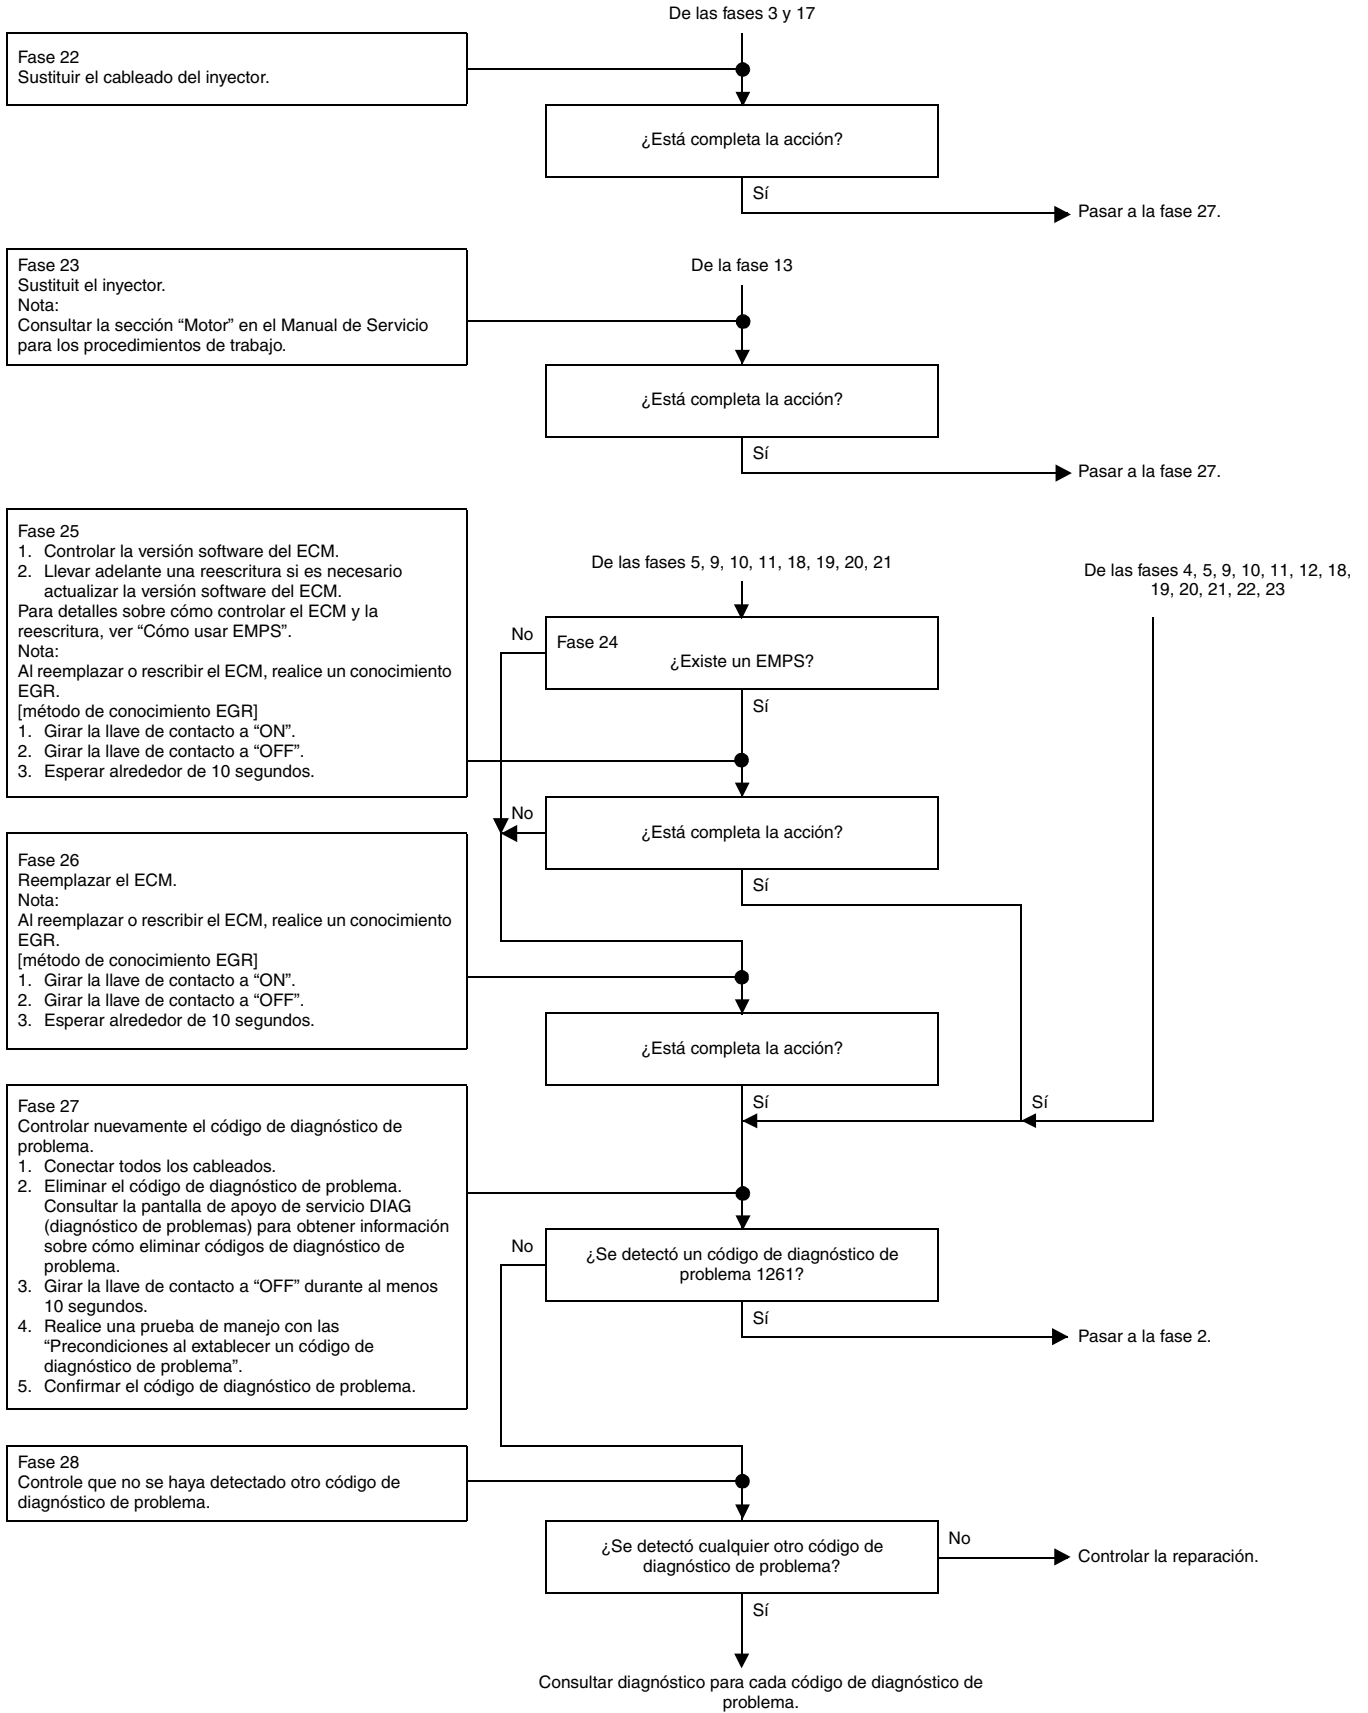 De las fases 3 y 17
Fase 22
Sustituir el cableado del inyector.
¿Está completa la acción?
Sí
Pasar a la fase 27.
Fase 23
Sustituit el inyector.
Nota:
Consultar la sección “Motor” en el Manual de Servicio
para los procedimientos de trabajo.
De la fase 13
¿Está completa la acción?
Sí
Pasar a la fase 27.
Fase 25
1. Controlar la versión software del ECM.
2. Llevar adelante una reescritura si es necesario
actualizar la versión software del ECM.
Para detalles sobre cómo controlar el ECM y la
reescritura, ver “Cómo usar EMPS”.
Nota:
Al reemplazar o rescribir el ECM, realice un conocimiento
EGR.
[método de conocimiento EGR]
1. Girar la llave de contacto a “ON”.
2. Girar la llave de contacto a “OFF”.
3. Esperar alrededor de 10 segundos.
De las fases 5, 9, 10, 11, 18, 19, 20, 21
De las fases 4, 5, 9, 10, 11, 12, 18,
19, 20, 21, 22, 23
No
Fase 24
¿Existe un EMPS?
Sí
No
¿Está completa la acción?
Sí
Fase 26
Reemplazar el ECM.
Nota:
Al reemplazar o rescribir el ECM, realice un conocimiento
EGR.
[método de conocimiento EGR]
1. Girar la llave de contacto a “ON”.
2. Girar la llave de contacto a “OFF”.
3. Esperar alrededor de 10 segundos.
¿Está completa la acción?
Sí
Sí
Fase 27
Controlar nuevamente el código de diagnóstico de
problema.
1. Conectar todos los cableados.
2. Eliminar el código de diagnóstico de problema.
Consultar la pantalla de apoyo de servicio DIAG
(diagnóstico de problemas) para obtener información
sobre cómo eliminar códigos de diagnóstico de
problema.
3. Girar la llave de contacto a “OFF” durante al menos
10 segundos.
4. Realice una prueba de manejo con las
“Precondiciones al extablecer un código de
diagnóstico de problema”.
5. Confirmar el código de diagnóstico de problema.
No
¿Se detectó un código de diagnóstico de
problema 1261?
Sí
Pasar a la fase 2.
Fase 28
Controle que no se haya detectado otro código de
diagnóstico de problema.
¿Se detectó cualquier otro código de
diagnóstico de problema?
No
Controlar la reparación.
Sí
Consultar diagnóstico para cada código de diagnóstico de
problema.